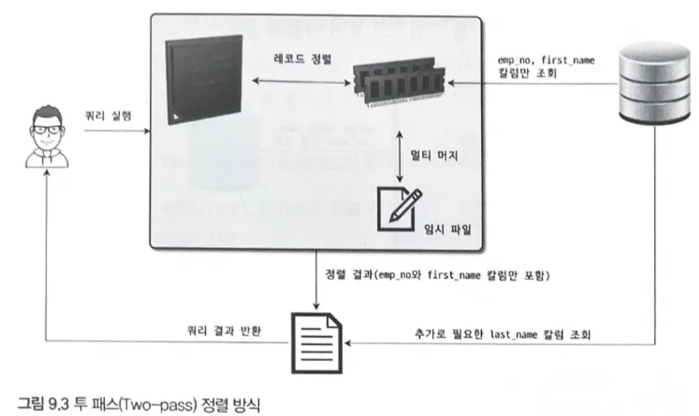 레코드 정렬
emp_no, first_name
칼럼만 조회
쿼리 실행
멀티 머지
임시 파일
정렬 결과(emp_no와 first_name 칼럼만 포함)
쿼리 결과 반환
추가로 필요한 last_name 칼럼 조회
그림 9.3 투 패스(Two-pass) 정렬 방식